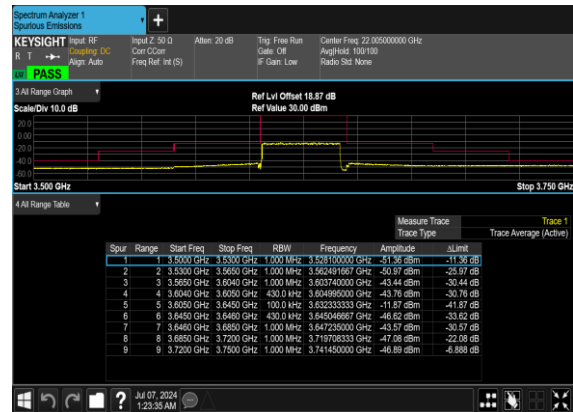 Spectrum Analyzer 1
Spurious Emissions
+
KEYSIGHT Input: RF
R T Coupling: DC
Align: Auto
LXI PASS
Input Z: 50 Ω
Corr CCorr
Freq Ref: Int (S)
Atten: 20 dB
Trig: Free Run
Gate: Off
IF Gain: Low
Center Freq: 22.005000000 GHz
Avg|Hold: 100/100
Radio Std: None
3 All Range Graph
Ref Lvl Offset 18.87 dB
Scale/Div 10.0 dB
Ref Value 30.00 dBm
20.0
0.00
-20.0
-40.0
-60.0
Start 3.500 GHz
Stop 3.750 GHz
4 All Range Table
Measure Trace Trace 1
Trace Type Trace Average (Active)
Spur Range Start Freq Stop Freq RBW Frequency Amplitude ΔLimit
1 1 3.5000 GHz 3.5300 GHz 1.000 MHz 3.528100000 GHz -51.36 dBm -11.36 dB
2 2 3.5300 GHz 3.5650 GHz 1.000 MHz 3.562491667 GHz -50.97 dBm -25.97 dB
3 3 3.5650 GHz 3.6040 GHz 1.000 MHz 3.603740000 GHz -43.44 dBm -30.44 dB
4 4 3.6040 GHz 3.6050 GHz 430.0 kHz 3.604995000 GHz -43.76 dBm -30.76 dB
5 5 3.6050 GHz 3.6450 GHz 100.0 kHz 3.632333333 GHz -11.87 dBm -41.87 dB
6 6 3.6450 GHz 3.6460 GHz 430.0 kHz 3.645046667 GHz -46.62 dBm -33.62 dB
7 7 3.6460 GHz 3.6850 GHz 1.000 MHz 3.647235000 GHz -43.57 dBm -30.57 dB
8 8 3.6850 GHz 3.7200 GHz 1.000 MHz 3.719708333 GHz -47.08 dBm -22.08 dB
9 9 3.7200 GHz 3.7500 GHz 1.000 MHz 3.741450000 GHz -46.89 dBm -6.888 dB
?
Jul 07, 2024
1:23:35 AM